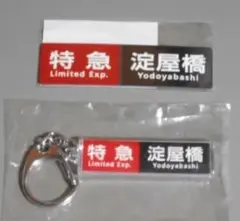 特急 淀屋橋
Limited Exp. Yodoyabashi
特急 淀屋橋
Limited Exp. Yodoyabashi